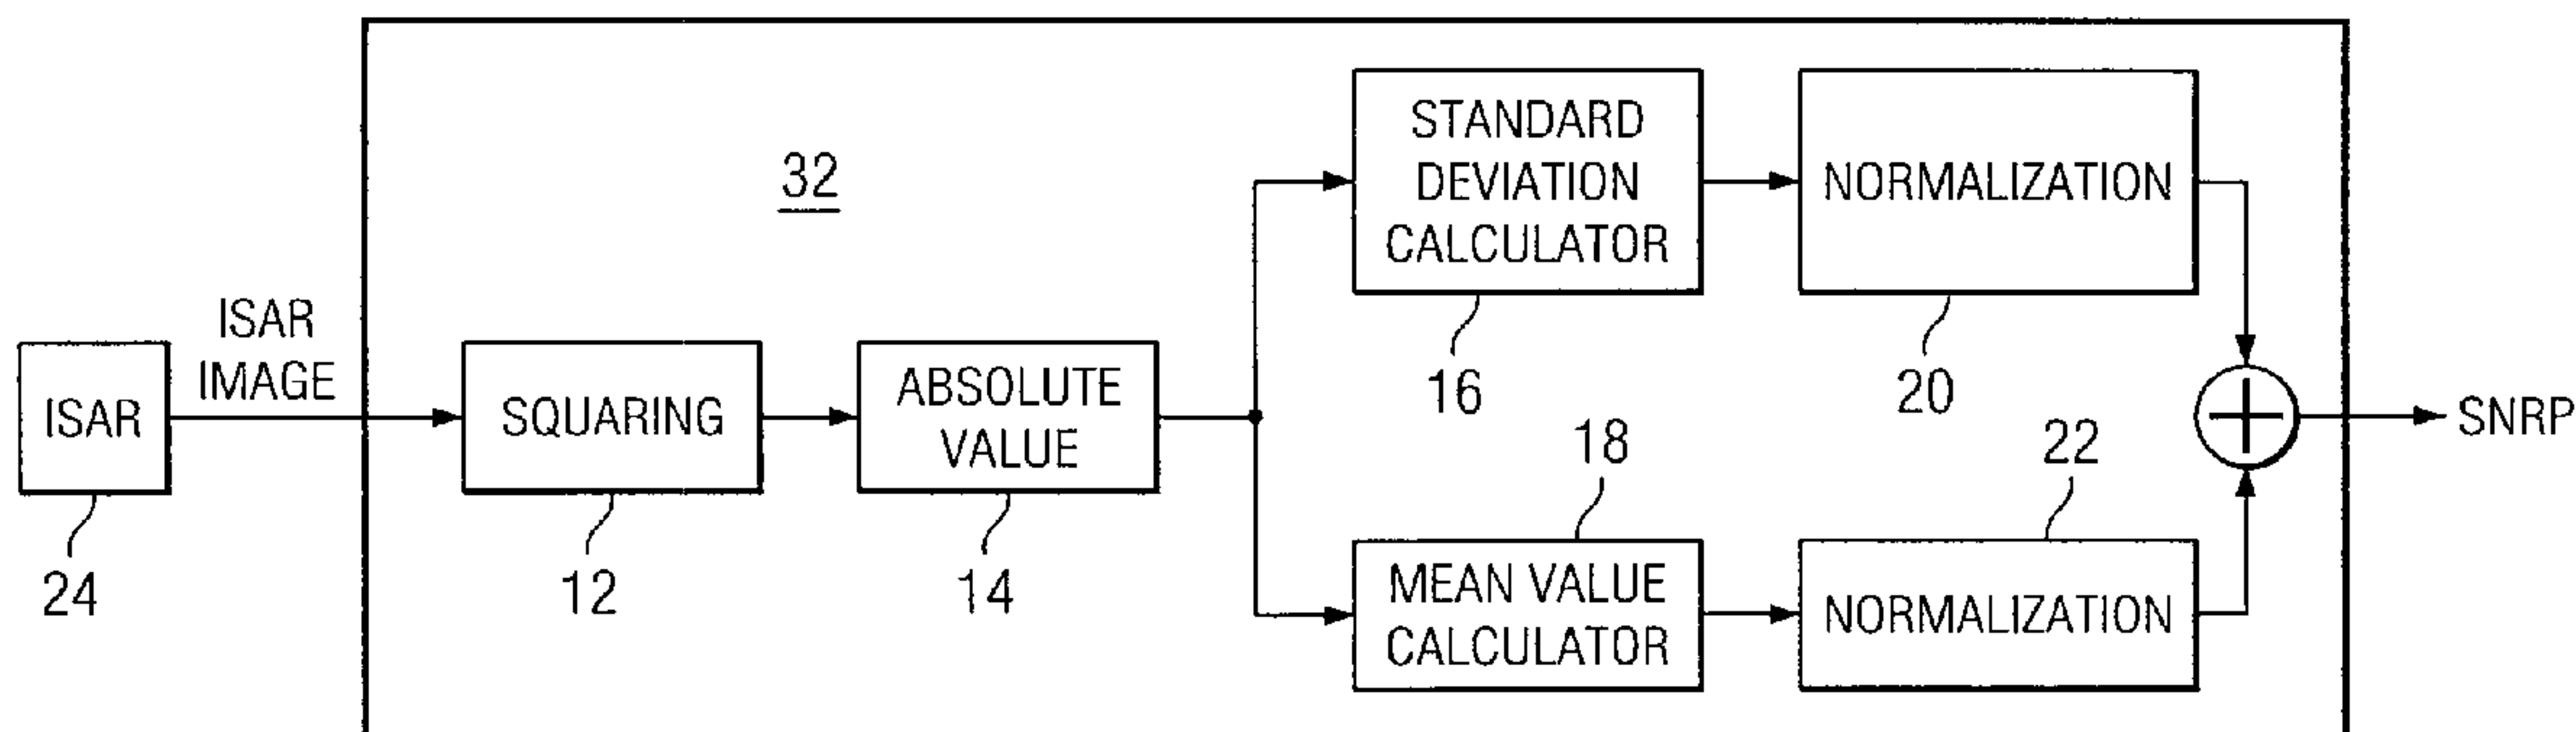 ISAR
24
ISAR
IMAGE
32
SQUARING
12
ABSOLUTE
VALUE
14
STANDARD
DEVIATION
CALCULATOR
16
NORMALIZATION
20
MEAN VALUE
CALCULATOR
18
NORMALIZATION
22
SNRP